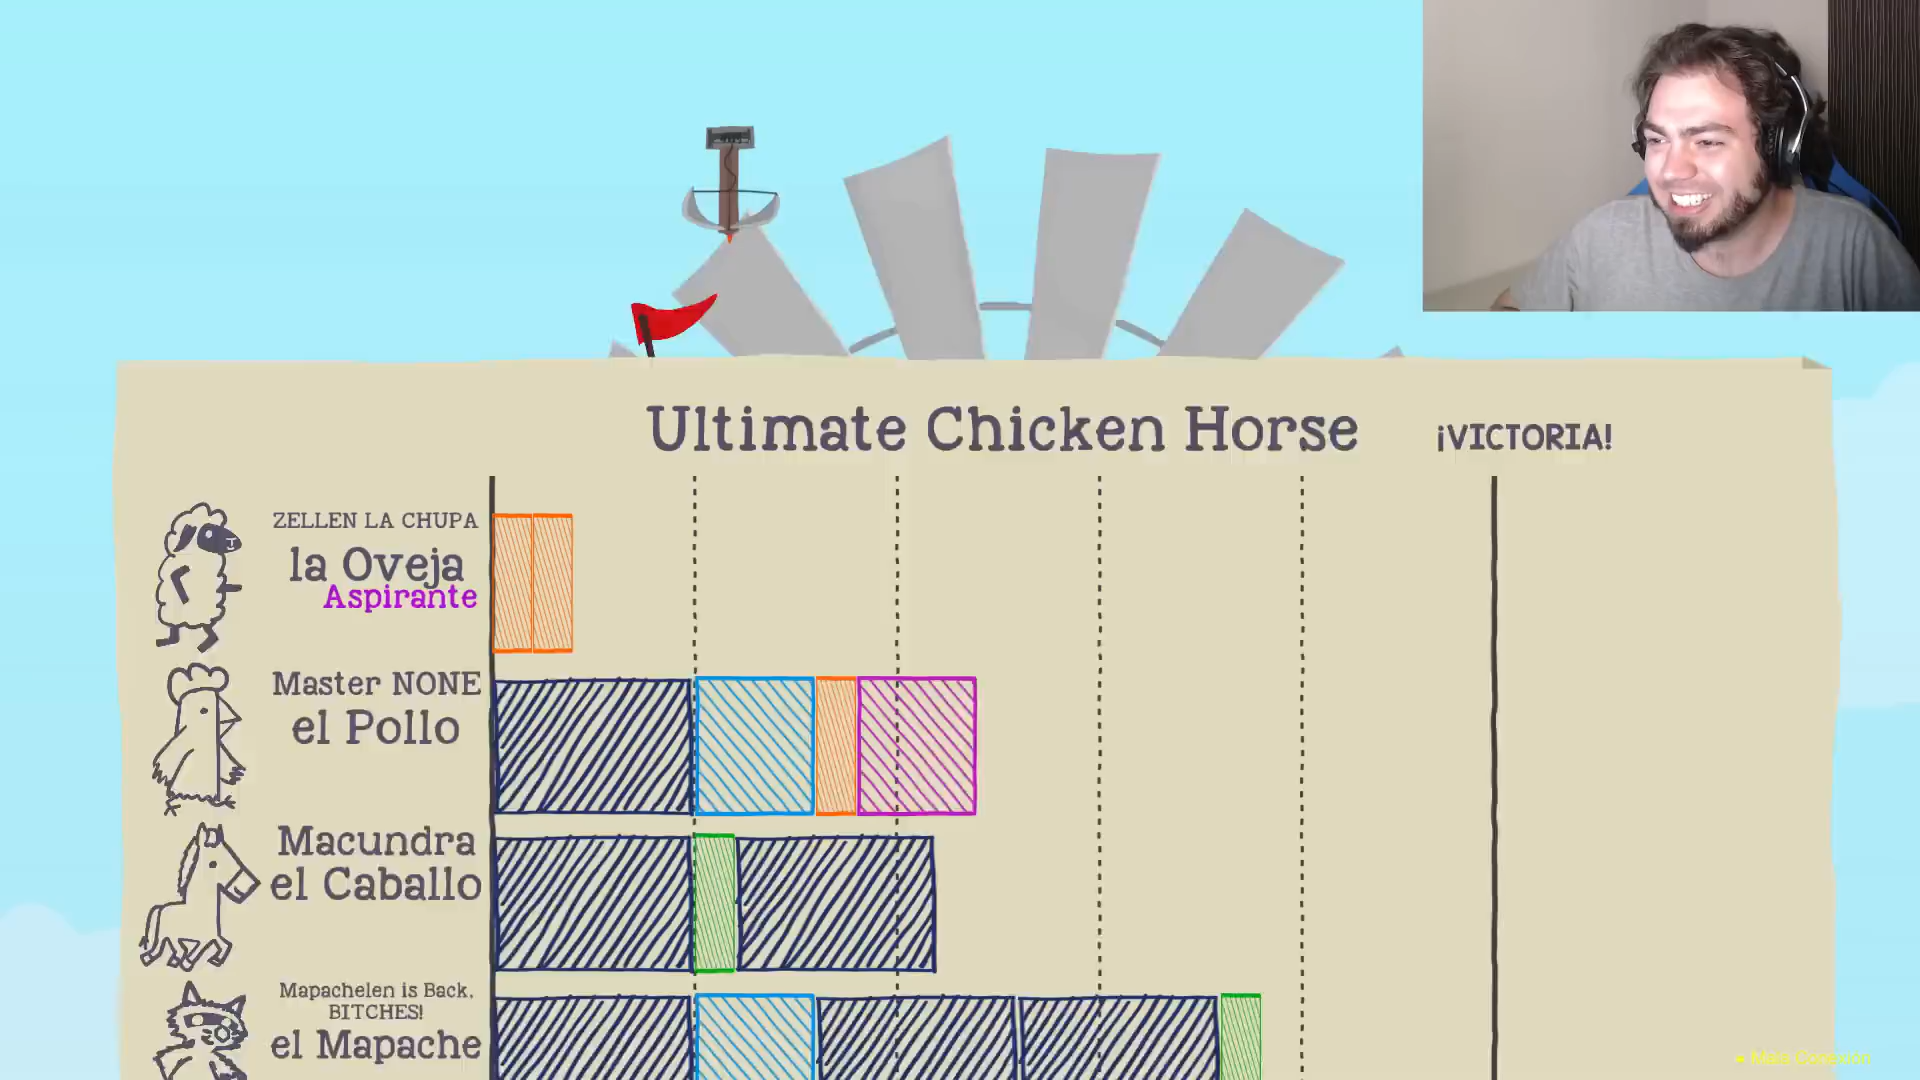 Ultimate Chicken Horse
¡VICTORIA!
ZELLEN LA CHUPA
la Oveja
Aspirante
Master NONE
el Pollo
Macundra
el Caballo
Mapachelen is Back,
BITCHES!
el Mapache